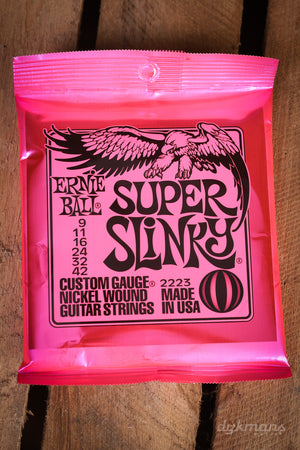 ERNIE
BALL®
SUPER
SLINKY®
9
11
16
24
32
42
CUSTOM GAUGE®
NICKEL WOUND
GUITAR STRINGS
2223
MADE
IN USA
dykmans